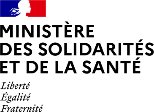 MINISTÈRE
DES SOLIDARITÉS
ET DE LA SANTÉ
Liberté
Égalité
Fraternité